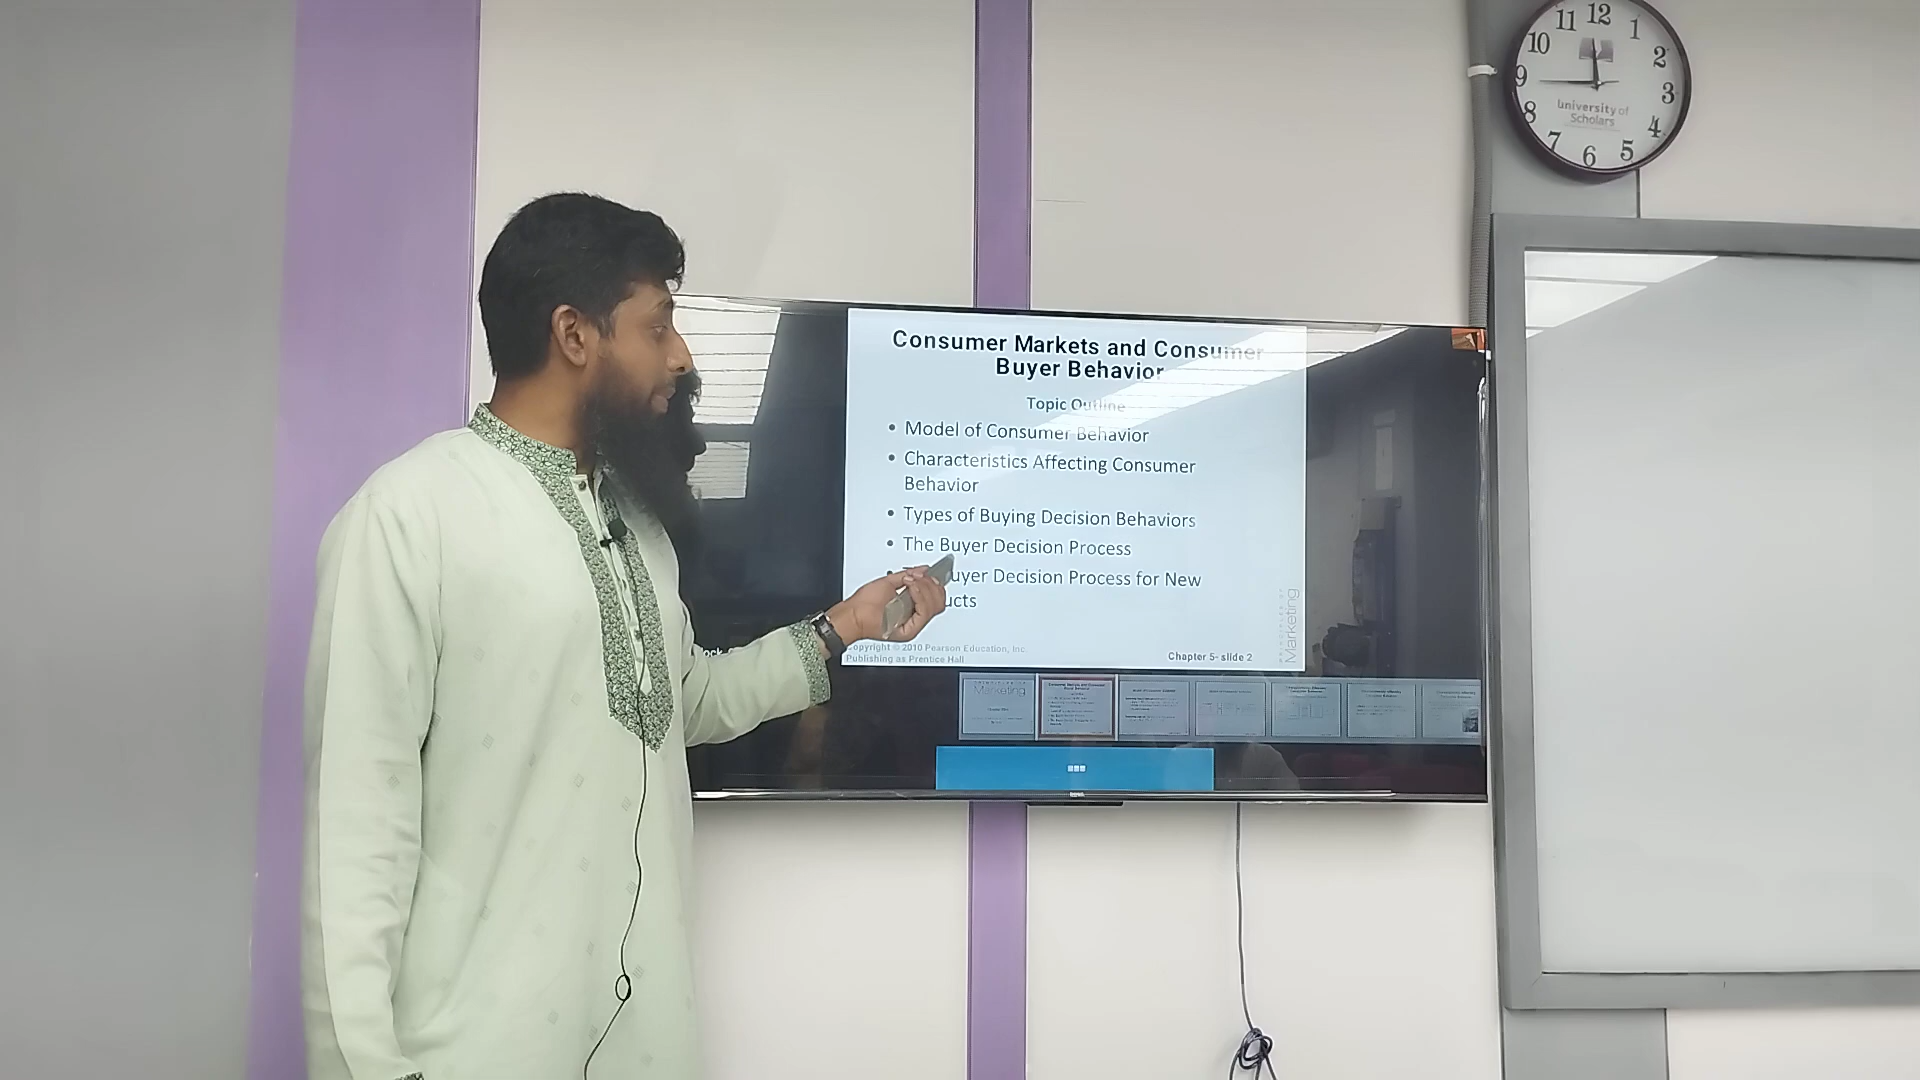 11 12 1
10 2
9 3
8 4
7 6 5
University of
Scholars
Consumer Markets and Consumer
Buyer Behavior
Topic Outline
• Model of Consumer Behavior
• Characteristics Affecting Consumer
Behavior
• Types of Buying Decision Behaviors
• The Buyer Decision Process
• uyer Decision Process for New
ucts
Copyright © 2010 Pearson Education, Inc.
Publishing as Prentice Hall
Chapter 5- slide 2
Marketing
Marketing